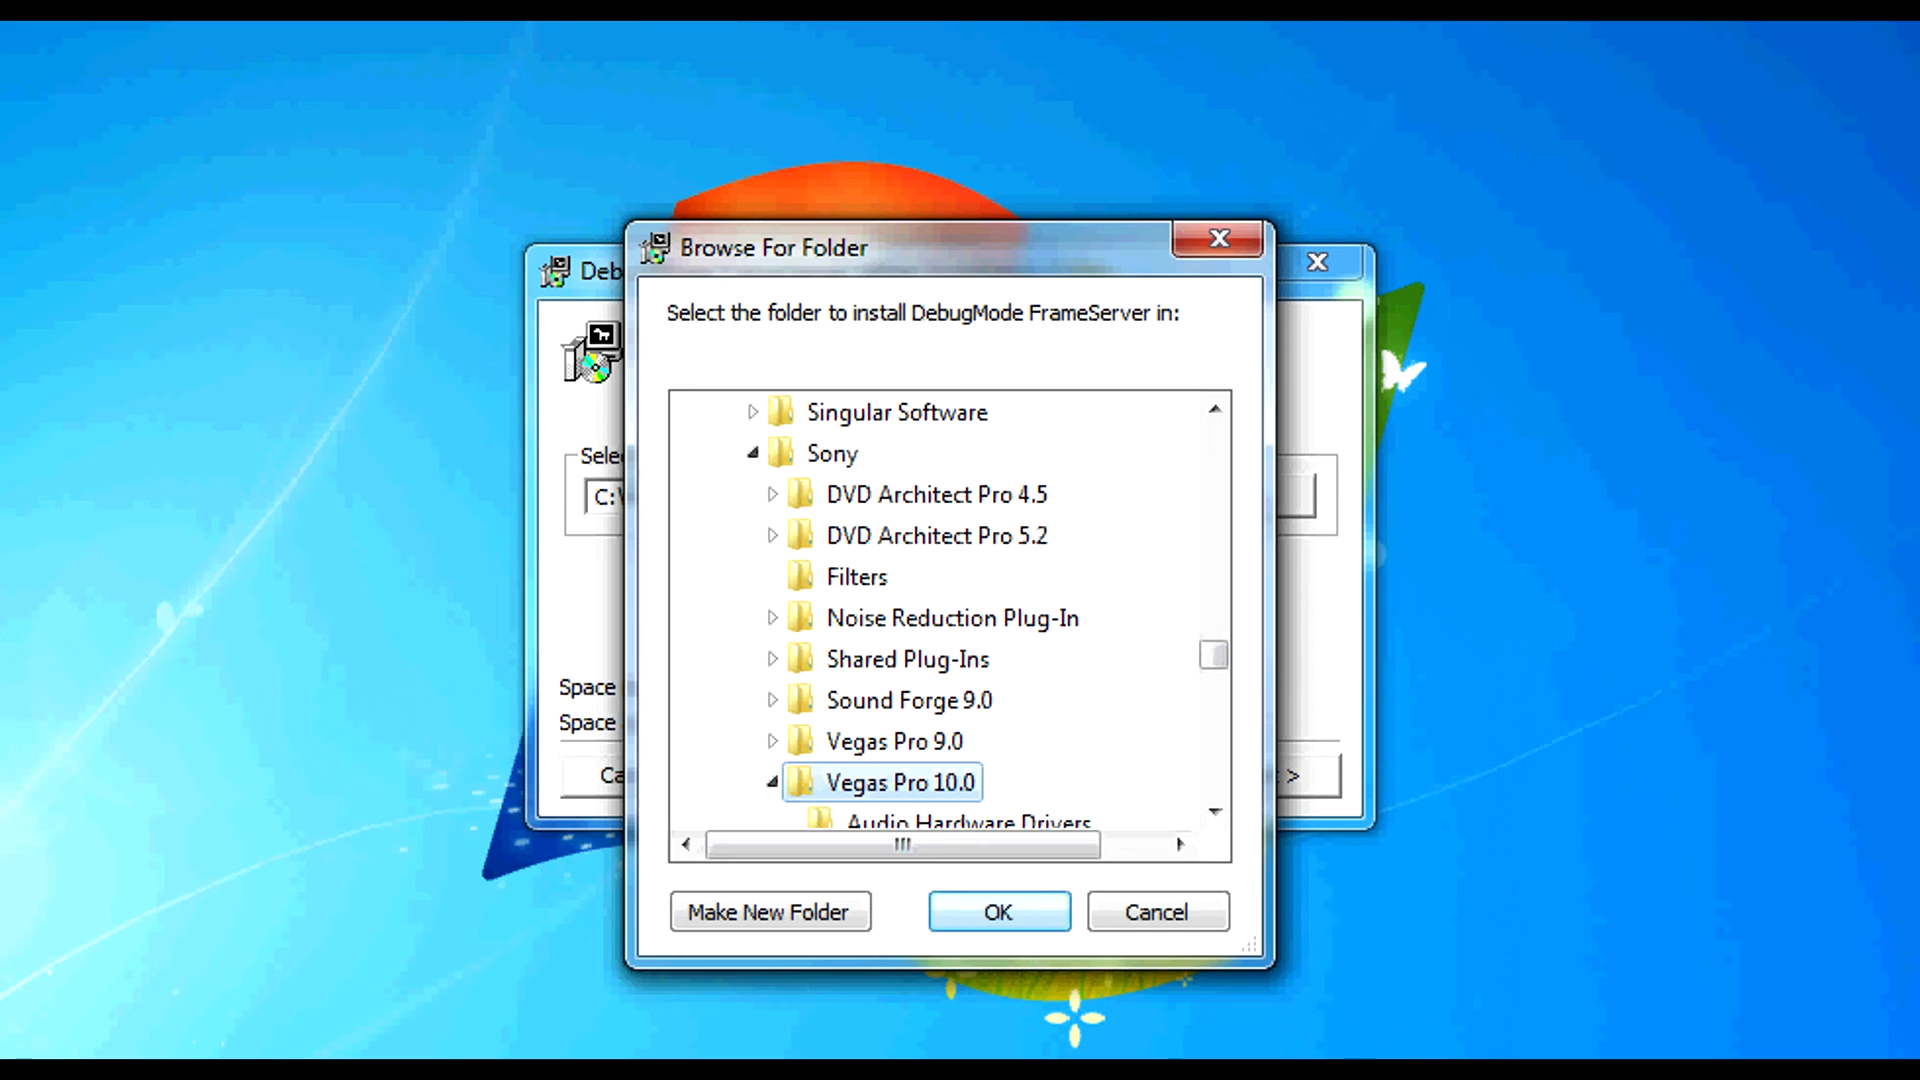 Browse For Folder
Deb
Select the folder to install DebugMode FrameServer in:
Singular Software
Sony
Sele
DVD Architect Pro 4.5
C:\
DVD Architect Pro 5.2
Filters
Noise Reduction Plug-In
Shared Plug-Ins
Space
Sound Forge 9.0
Space
Vegas Pro 9.0
Ca
Vegas Pro 10.0
>
Audio Hardware Drivers
Make New Folder
OK
Cancel